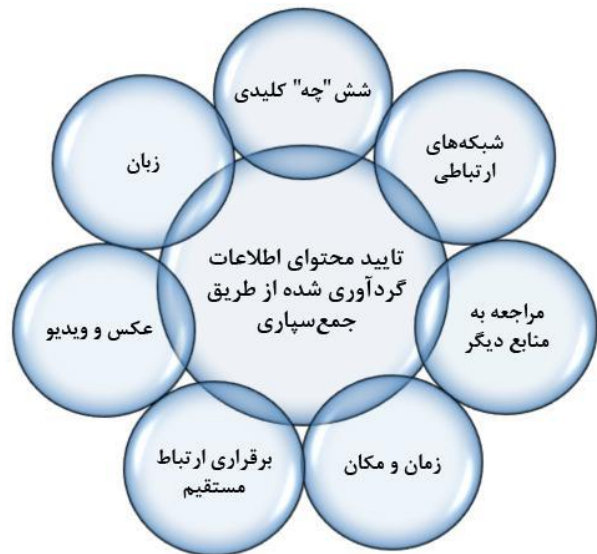 شش "چه" کلیدی
شبکه‌های
ارتباطی
مراجعه به
منابع دیگر
زمان و مکان
برقراری ارتباط
مستقیم
عکس و ویدیو
زبان
تایید محتوای اطلاعات
گردآوری شده از طریق
جمع‌سپاری